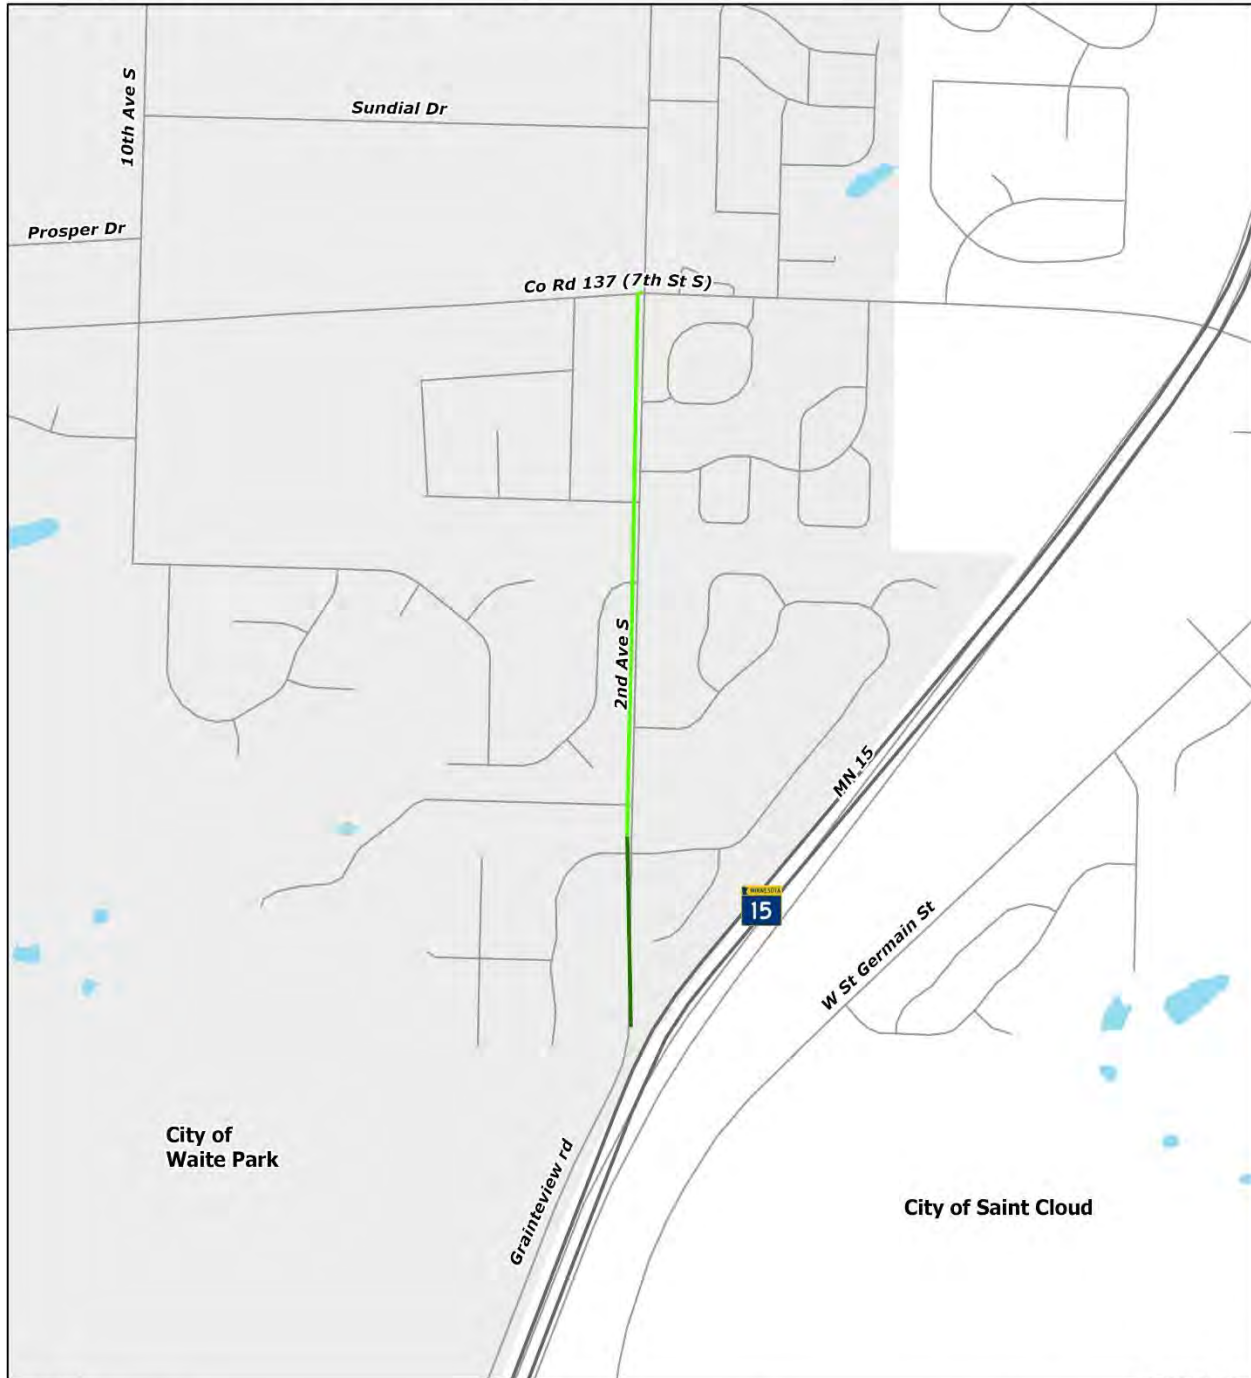 10th Ave S
Sundial Dr
Prosper Dr
Co Rd 137 (7th St S)
2nd Ave S
MN 15
MINNESOTA
15
W St Germain St
City of
Waite Park
Grainteview rd
City of Saint Cloud